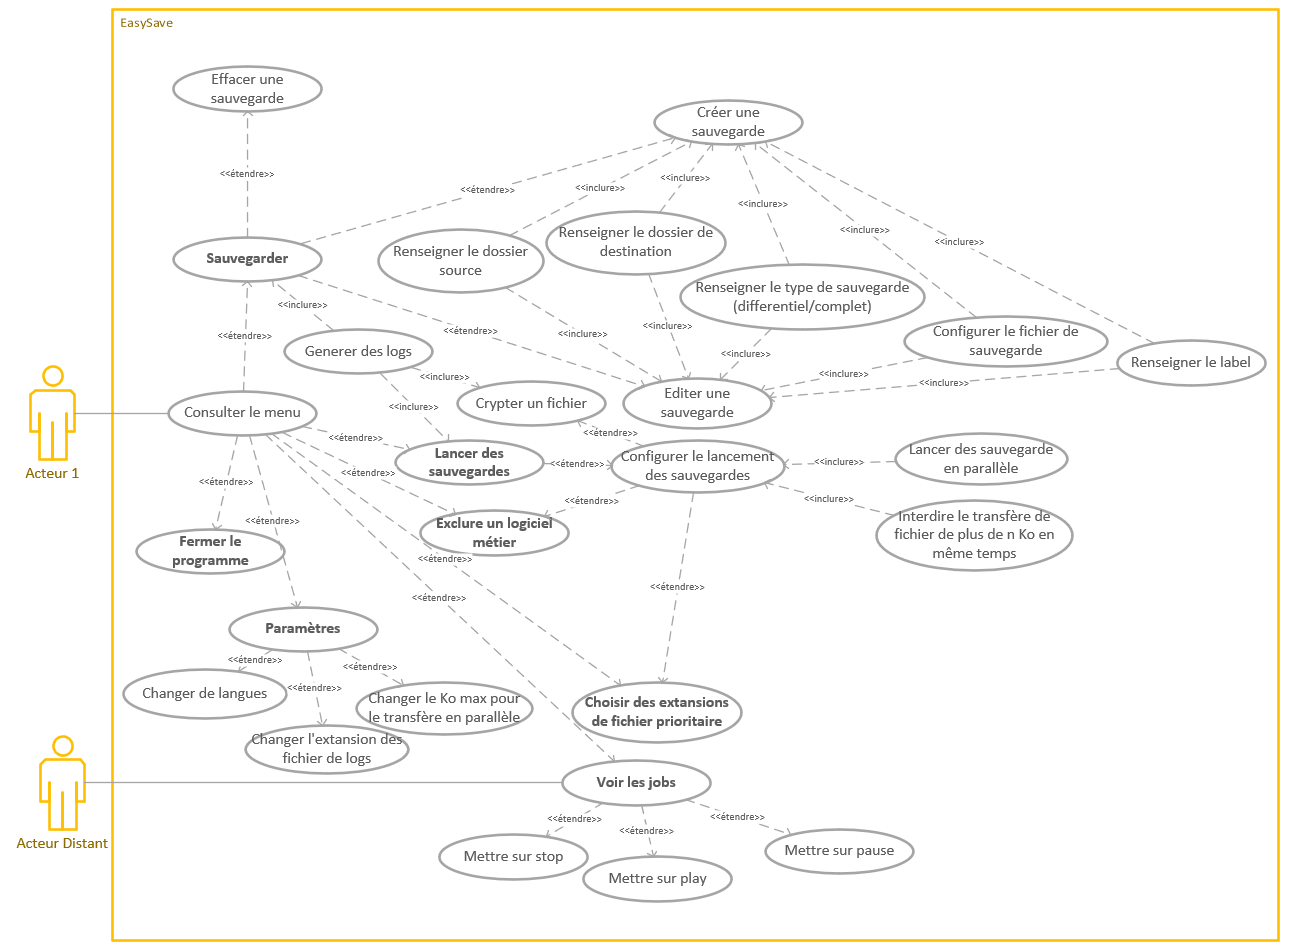 EasySave
Effacer une
sauvegarde
Créer une
sauvegarde
<<étendre>>
<<étendre>>
<<inclure>>
<<inclure>>
<<inclure>>
<<inclure>>
<<inclure>>
Sauvegarder
Renseigner le dossier
source
Renseigner le dossier de
destination
Renseigner le type de sauvegarde
(differentiel/complet)
Configurer le fichier de
sauvegarde
Renseigner le label
<<inclure>>
<<étendre>>
<<étendre>>
<<inclure>>
<<inclure>>
<<inclure>>
<<inclure>>
<<inclure>>
Generer des logs
<<inclure>>
<<inclure>>
Crypter un fichier
Editer une
sauvegarde
Consulter le menu
Acteur 1
<<étendre>>
<<étendre>>
<<étendre>>
<<étendre>>
Lancer des
sauvegardes
<<étendre>>
Configurer le lancement
des sauvegardes
<<inclure>>
Lancer des sauvegarde
en parallèle
<<étendre>>
<<inclure>>
Interdire le transfère de
fichier de plus de n Ko en
même temps
Exclure un logiciel
métier
<<étendre>>
Fermer le
programme
<<étendre>>
<<étendre>>
<<étendre>>
Paramètres
<<étendre>>
<<étendre>>
<<étendre>>
Changer de langues
Changer le Ko max pour
le transfère en parallèle
Changer l'extansion des
fichier de logs
Choisir des extansions
de fichier prioritaire
Acteur Distant
Voir les jobs
<<étendre>>
<<étendre>>
<<étendre>>
Mettre sur stop
Mettre sur play
Mettre sur pause